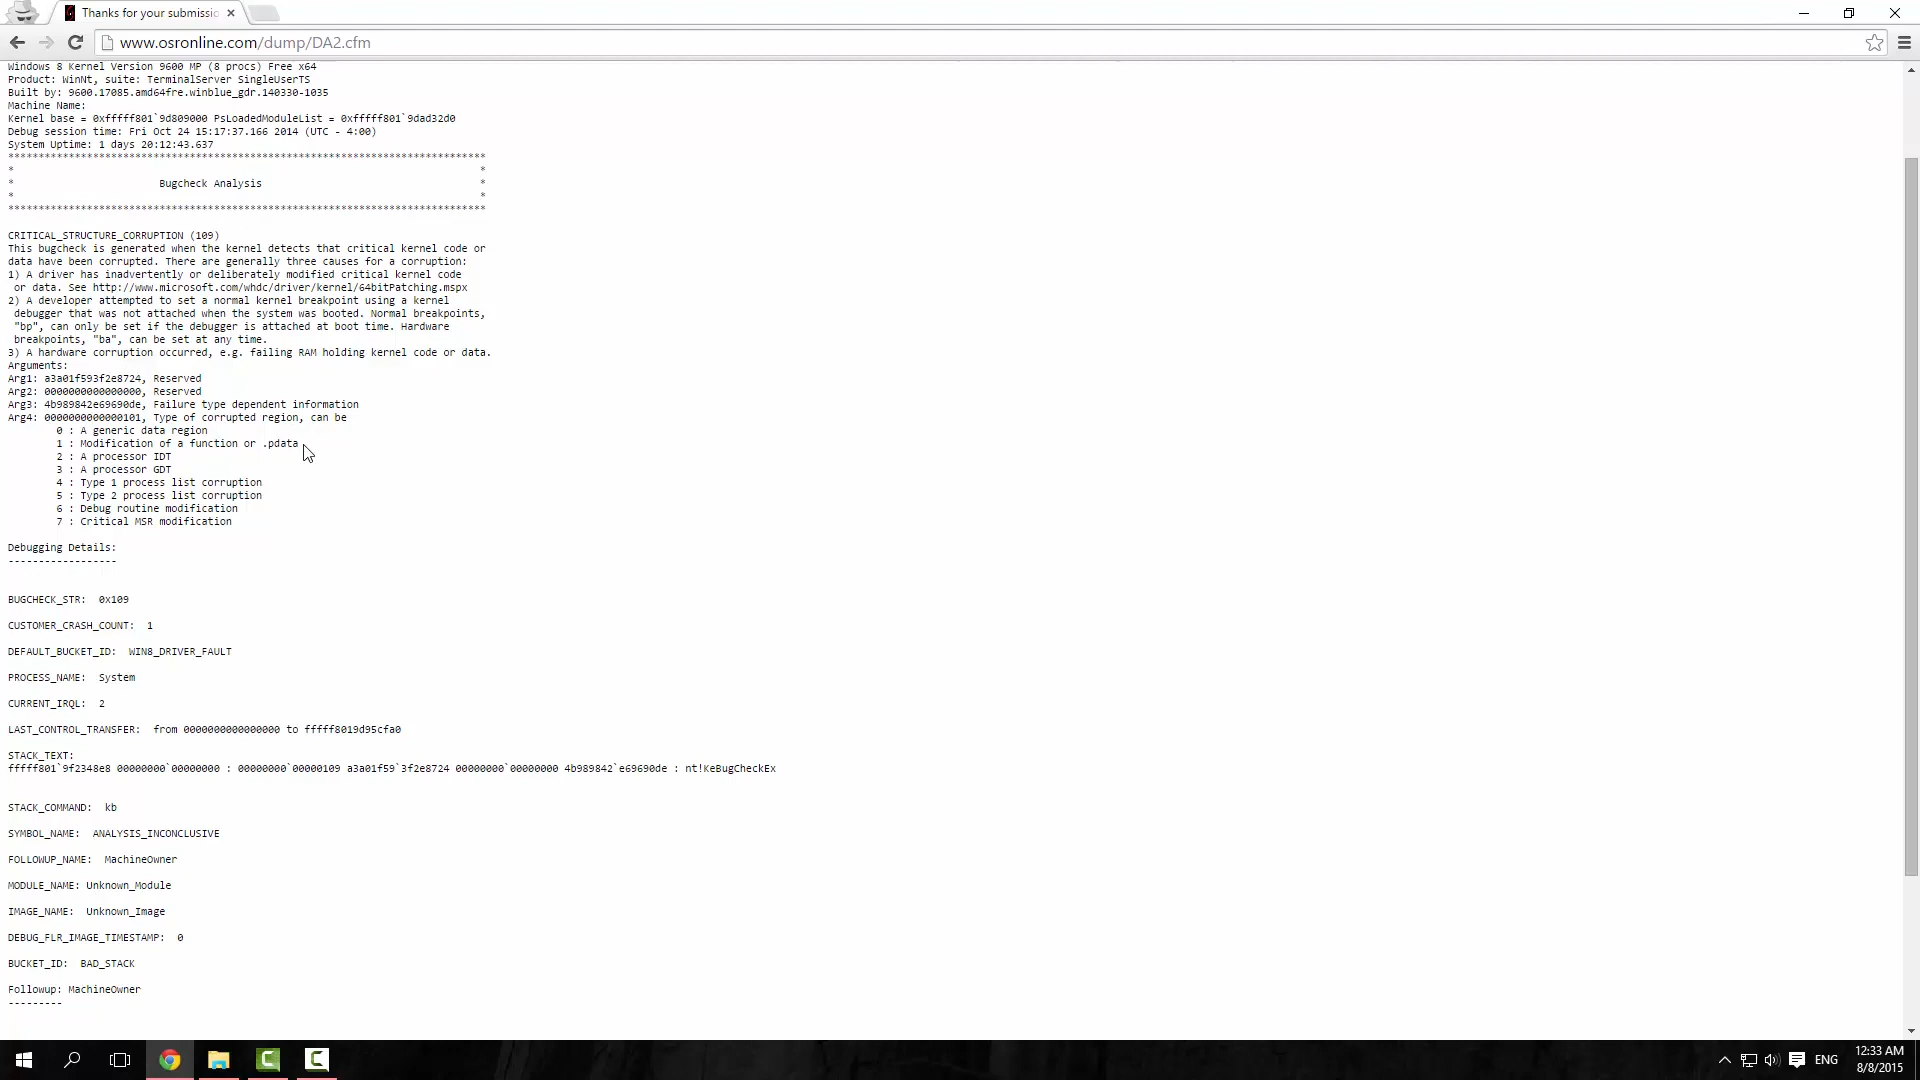 Thanks for your submissio
www.osronline.com/dump/DA2.cfm
Windows 8 Kernel Version 9600 MP (8 procs) Free x64
Product: WinNt, suite: TerminalServer SingleUserTS
Built by: 9600.17085.amd64fre.winblue_gdr.140330-1035
Machine Name:
Kernel base = 0xfffff801`9d809000 PsLoadedModuleList = 0xfffff801`9dad32d0
Debug session time: Fri Oct 24 15:17:37.166 2014 (UTC - 4:00)
System Uptime: 1 days 20:12:43.637
*******************************************************************************
* *
* Bugcheck Analysis *
* *
*******************************************************************************
CRITICAL_STRUCTURE_CORRUPTION (109)
This bugcheck is generated when the kernel detects that critical kernel code or
data have been corrupted. There are generally three causes for a corruption:
1) A driver has inadvertently or deliberately modified critical kernel code
or data. See http://www.microsoft.com/whdc/driver/kernel/64bitPatching.mspx
2) A developer attempted to set a normal kernel breakpoint using a kernel
debugger that was not attached when the system was booted. Normal breakpoints,
"bp", can only be set if the debugger is attached at boot time. Hardware
breakpoints, "ba", can be set at any time.
3) A hardware corruption occurred, e.g. failing RAM holding kernel code or data.
Arguments:
Arg1: a3a01f593f2e8724, Reserved
Arg2: 0000000000000000, Reserved
Arg3: 4b989842e69690de, Failure type dependent information
Arg4: 0000000000000101, Type of corrupted region, can be
0 : A generic data region
1 : Modification of a function or .pdata
2 : A processor IDT
3 : A processor GDT
4 : Type 1 process list corruption
5 : Type 2 process list corruption
6 : Debug routine modification
7 : Critical MSR modification
Debugging Details:
------------------
BUGCHECK_STR: 0x109
CUSTOMER_CRASH_COUNT: 1
DEFAULT_BUCKET_ID: WIN8_DRIVER_FAULT
PROCESS_NAME: System
CURRENT_IRQL: 2
LAST_CONTROL_TRANSFER: from 0000000000000000 to fffff8019d95cfa0
STACK_TEXT:
fffff801`9f2348e8 00000000`00000000 : 00000000`00000109 a3a01f59`3f2e8724 00000000`00000000 4b989842`e69690de : nt!KeBugCheckEx
STACK_COMMAND: kb
SYMBOL_NAME: ANALYSIS_INCONCLUSIVE
FOLLOWUP_NAME: MachineOwner
MODULE_NAME: Unknown_Module
IMAGE_NAME: Unknown_Image
DEBUG_FLR_IMAGE_TIMESTAMP: 0
BUCKET_ID: BAD_STACK
Followup: MachineOwner
---------
ENG
12:33 AM
8/8/2015